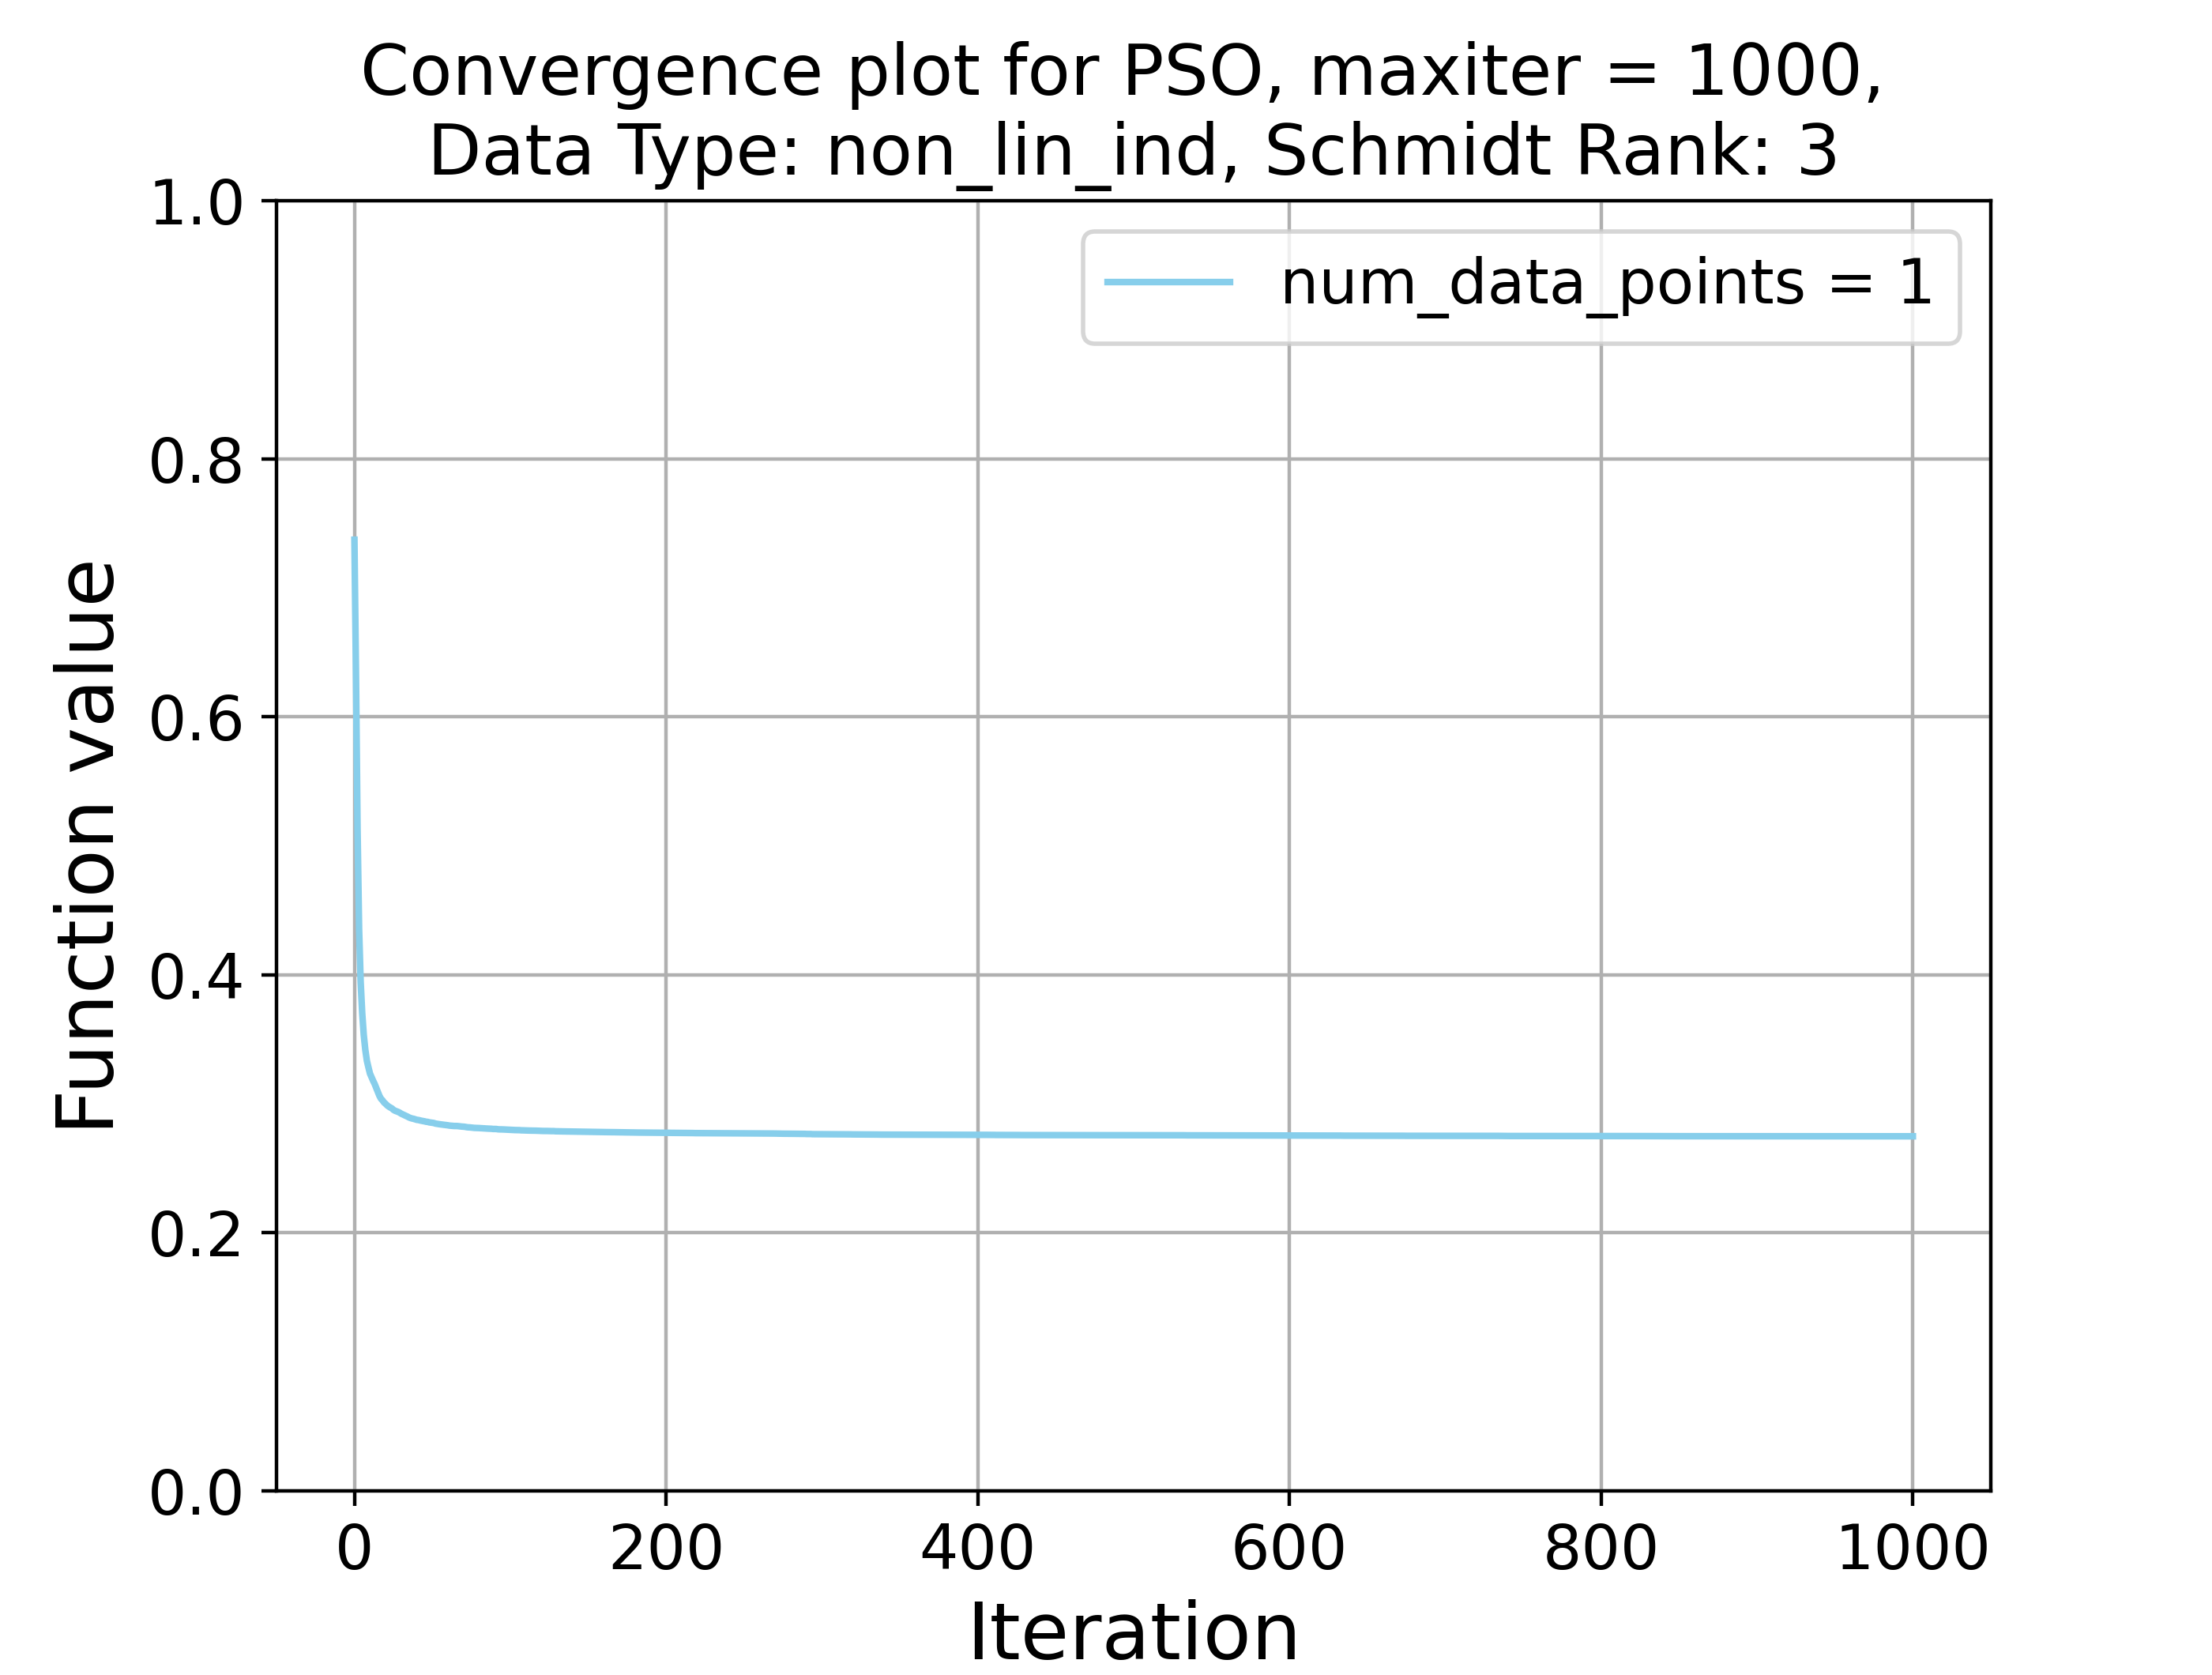 Convergence plot for PSO, maxiter = 1000,
Data Type: non_lin_ind, Schmidt Rank: 3
num_data_points = 1
Function value
1.0
0.8
0.6
0.4
0.2
0.0
0 200 400 600 800 1000
Iteration